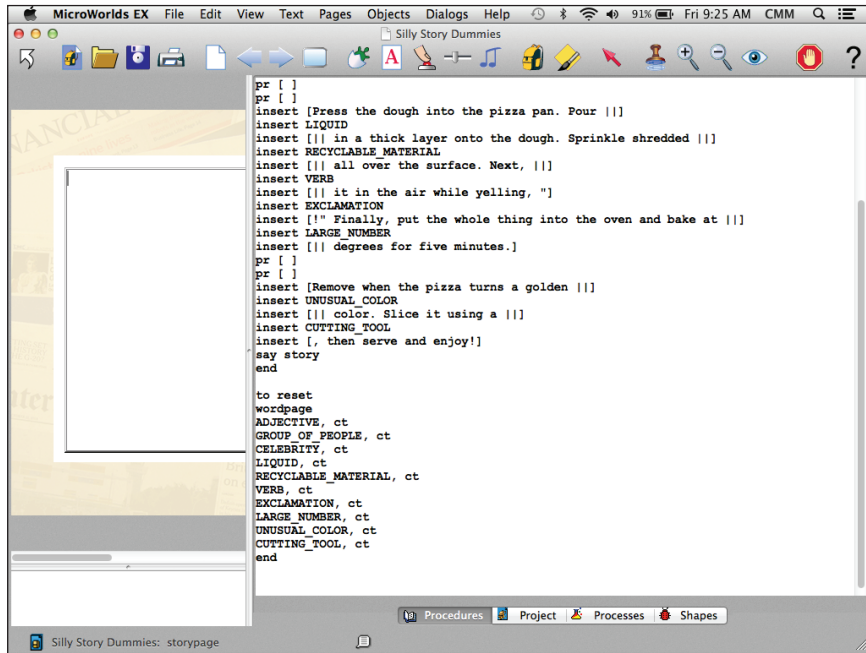 MicroWorlds EX File Edit View Text Pages Objects Dialogs Help 91% Fri 9:25 AM CMM
Silly Story Dummies
A ?
NANCIAL
pr [ ]
pr [ ]
insert [Press the dough into the pizza pan. Pour ||]
insert LIQUID
insert [|| in a thick layer onto the dough. Sprinkle shredded ||]
insert RECYCLABLE_MATERIAL
insert [|| all over the surface. Next, ||]
insert VERB
insert [|| it in the air while yelling, "]
insert EXCLAMATION
insert [!" Finally, put the whole thing into the oven and bake at ||]
insert LARGE_NUMBER
insert [|| degrees for five minutes.]
pr [ ]
pr [ ]
insert [Remove when the pizza turns a golden ||]
insert UNUSUAL_COLOR
insert [|| color. Slice it using a ||]
insert CUTTING_TOOL
insert [, then serve and enjoy!]
say story
end
to reset
wordpage
ADJECTIVE, ct
GROUP_OF_PEOPLE, ct
CELEBRITY, ct
LIQUID, ct
RECYCLABLE_MATERIAL, ct
VERB, ct
EXCLAMATION, ct
LARGE_NUMBER, ct
UNUSUAL_COLOR, ct
CUTTING_TOOL, ct
end
Procedures Project Processes Shapes
Silly Story Dummies: storypage